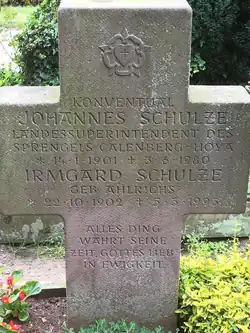 KONVENTUAL
JOHANNES SCHULZE
LANDESSUPERINTENDENT DES
SPRENGELS CALENBERG-HOYA
* 14·1·1901 + 3·6·1980
IRMGARD SCHULZE
GEB AHLRICHS
* 22·10·1902 + 5·3·1993
ALLES DING
WÄHRT SEINE
ZEIT GOTTES LIEB
IN EWIGKEIT.